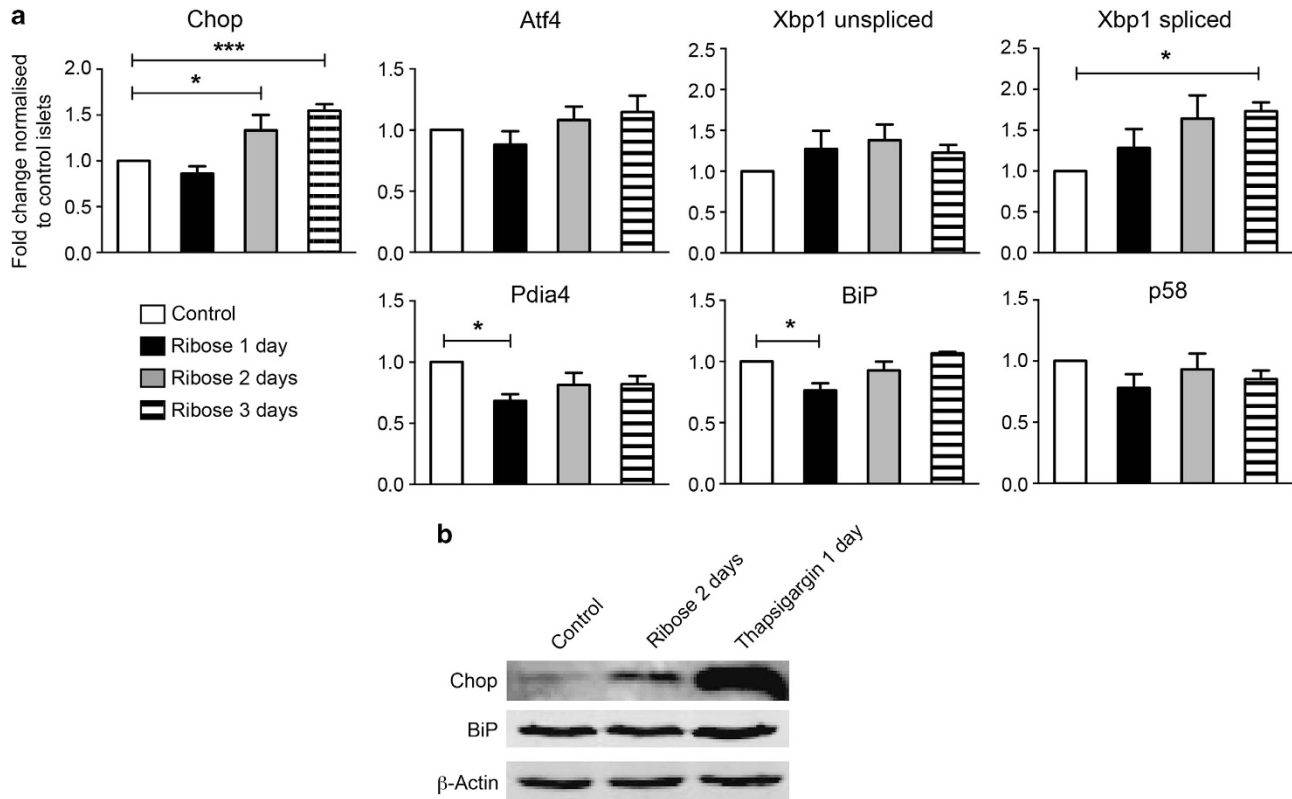 a
Chop
Atf4
Xbp1 unspliced
Xbp1 spliced
Fold change normalised
to control islets
2.0
1.5
1.0
0.5
0.0
*
***
1.5
1.0
0.5
0.0
2.5
2.0
1.5
1.0
0.5
0.0
2.5
2.0
1.5
1.0
0.5
0.0
*
Control
Ribose 1 day
Ribose 2 days
Ribose 3 days
Pdia4
BiP
p58
1.5
1.0
0.5
0.0
*
1.5
1.0
0.5
0.0
*
1.5
1.0
0.5
0.0
b
Control
Ribose 2 days
Thapsigargin 1 day
Chop
BiP
β-Actin